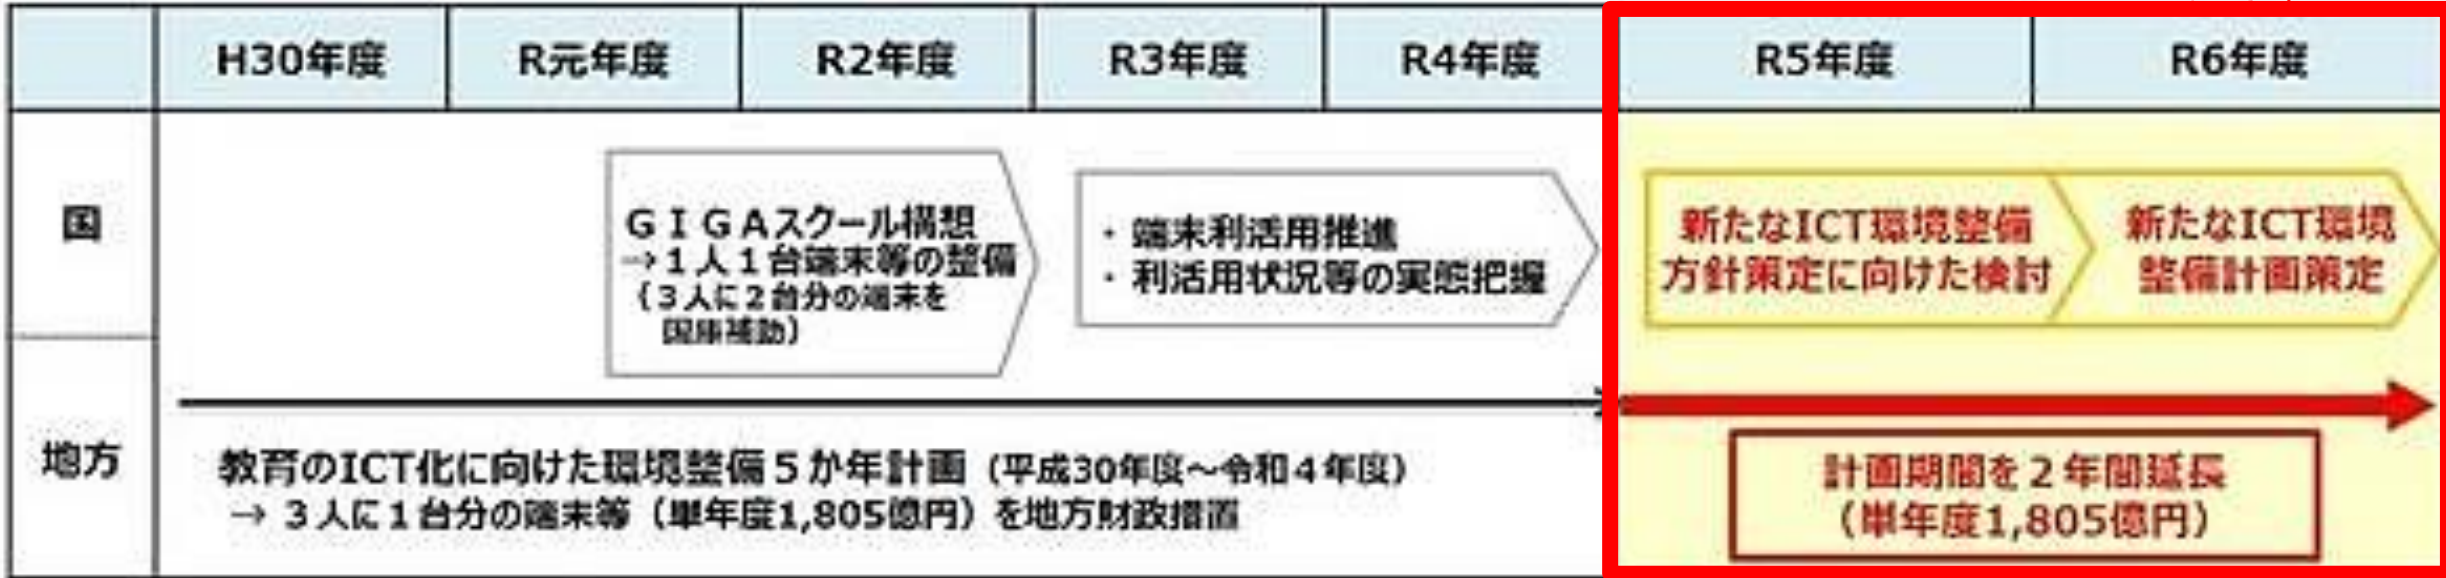 H30年度 R元年度 R2年度 R3年度 R4年度 R5年度 R6年度
国
GIGAスクール構想
→1人1台端末等の整備
(3人に2台分の端末を
国庫補助)
・端末利活用推進
・利活用状況等の実態把握
新たなICT環境整備
方針策定に向けた検討
新たなICT環境
整備計画策定
地方
教育のICT化に向けた環境整備5か年計画(平成30年度～令和4年度)
→ 3人に1台分の端末等(単年度1,805億円)を地方財政措置
計画期間を2年間延長
(単年度1,805億円)